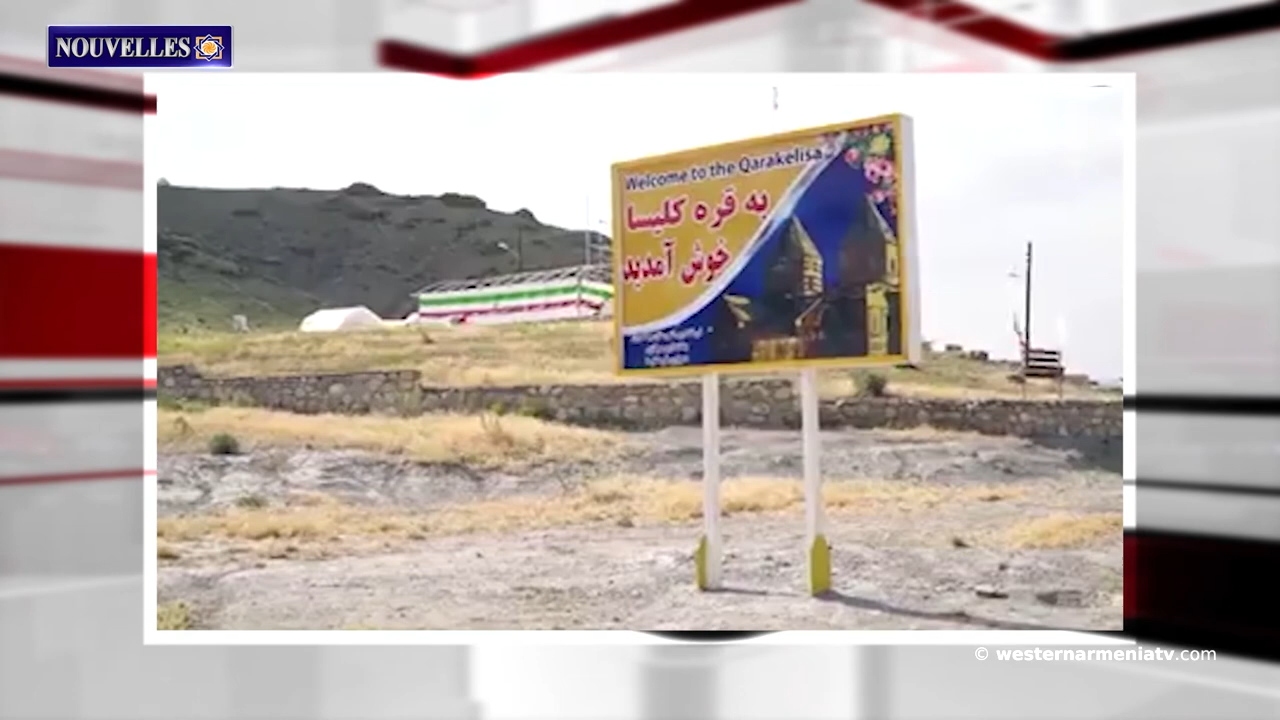 NOUVELLES
Welcome to the Qarakelisa
به قره کلیسا
خوش آمدید
© westernarmeniatv.com